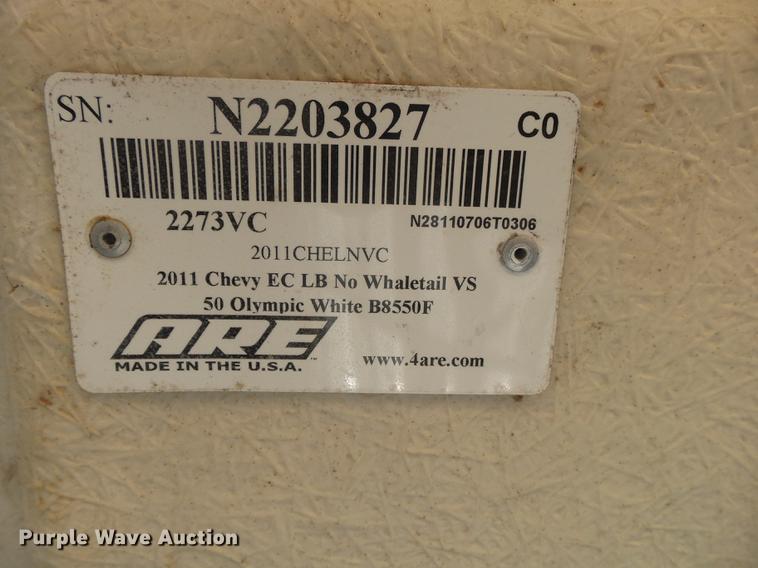 SN: N2203827 C0
2273VC N28110706T0306
2011CHELNVC
2011 Chevy EC LB No Whaletail VS
50 Olympic White B8550F
ARE™
MADE IN THE U.S.A. www.4are.com
Purple Wave Auction